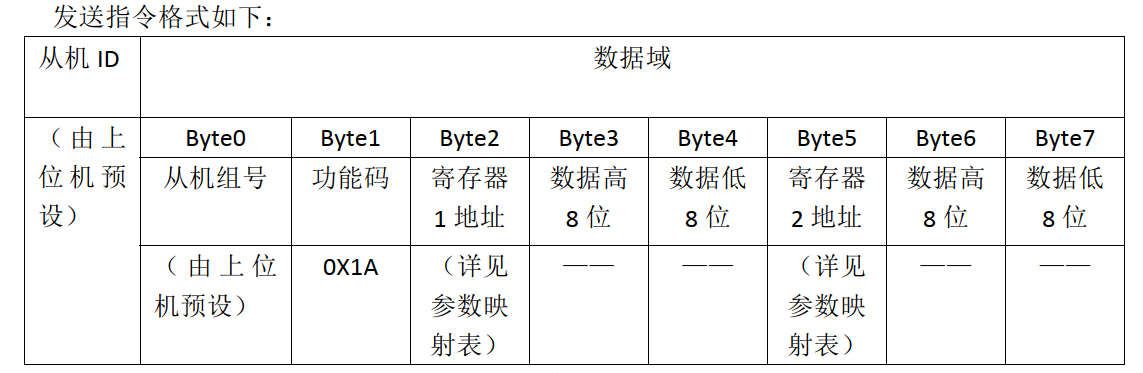 发送指令格式如下：
从机 ID
数据域
（由上
位机预
设）
Byte0 Byte1 Byte2 Byte3 Byte4 Byte5 Byte6 Byte7
从机组号 功能码 寄存器 数据高 数据低 寄存器 数据高 数据低
1 地址 8 位 8 位 2 地址 8 位 8 位
（由上位 0X1A （详见 —— —— （详见 —— ——
机预设） 参数映 参数映
射表） 射表）